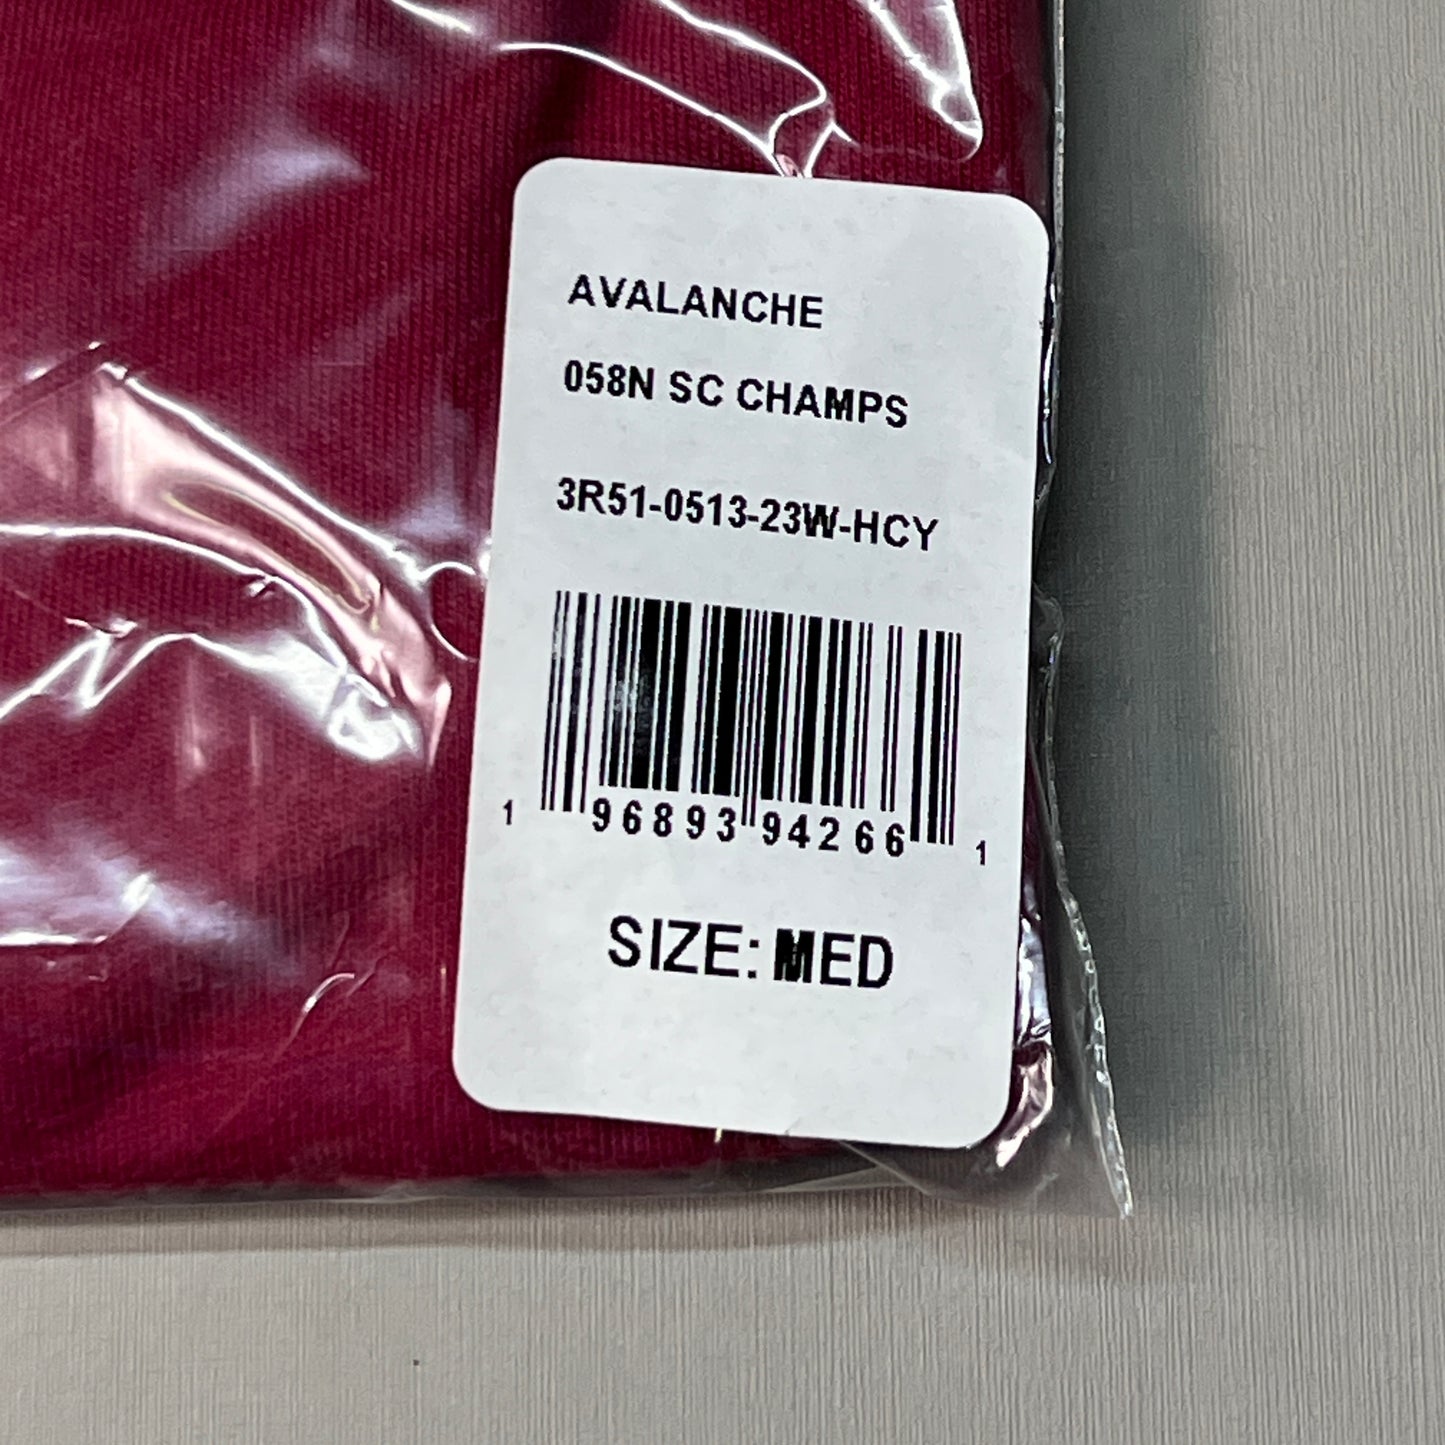 AVALANCHE
058N SC CHAMPS
3R51-0513-23W-HCY
1 96893 94266 1
SIZE: MED